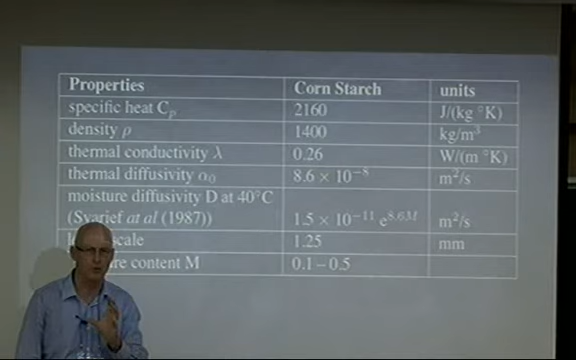 Properties Corn Starch units
specific heat C_p 2160 J/(kg °K)
density ρ 1400 kg/m³
thermal conductivity λ 0.26 W/(m °K)
thermal diffusivity α₀ 8.6 × 10⁻⁸ m²/s
moisture diffusivity D at 40°C
(Syarief at al (1987)) 1.5 × 10⁻¹¹ e^{8.6M} m²/s
scale 1.25 mm
content M 0.1 – 0.5